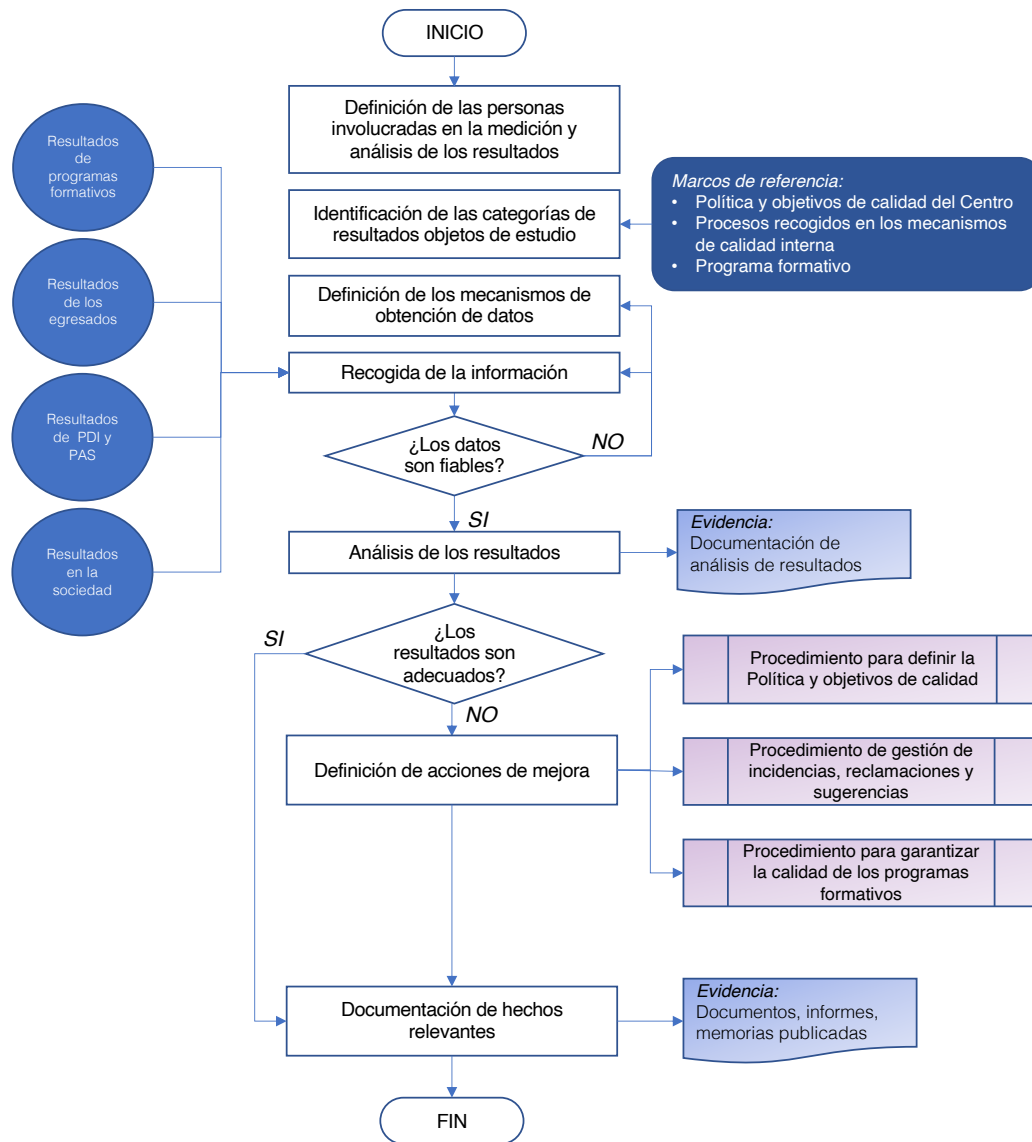 INICIO
Definición de las personas
involucradas en la medición y
análisis de los resultados
Resultados
de
programas
formativos
Marcos de referencia:
• Política y objetivos de calidad del Centro
• Procesos recogidos en los mecanismos
de calidad interna
• Programa formativo
Identificación de las categorías de
resultados objetos de estudio
Resultados
de los
egresados
Definición de los mecanismos de
obtención de datos
Recogida de la información
Resultados
de PDI y
PAS
¿Los datos
son fiables?
NO
SI
Resultados
en la
sociedad
Análisis de los resultados
Evidencia:
Documentación de
análisis de resultados
¿Los
resultados son
adecuados?
SI
NO
Procedimiento para definir la
Política y objetivos de calidad
Definición de acciones de mejora
Procedimiento de gestión de
incidencias, reclamaciones y
sugerencias
Procedimiento para garantizar
la calidad de los programas
formativos
Documentación de hechos
relevantes
Evidencia:
Documentos, informes,
memorias publicadas
FIN